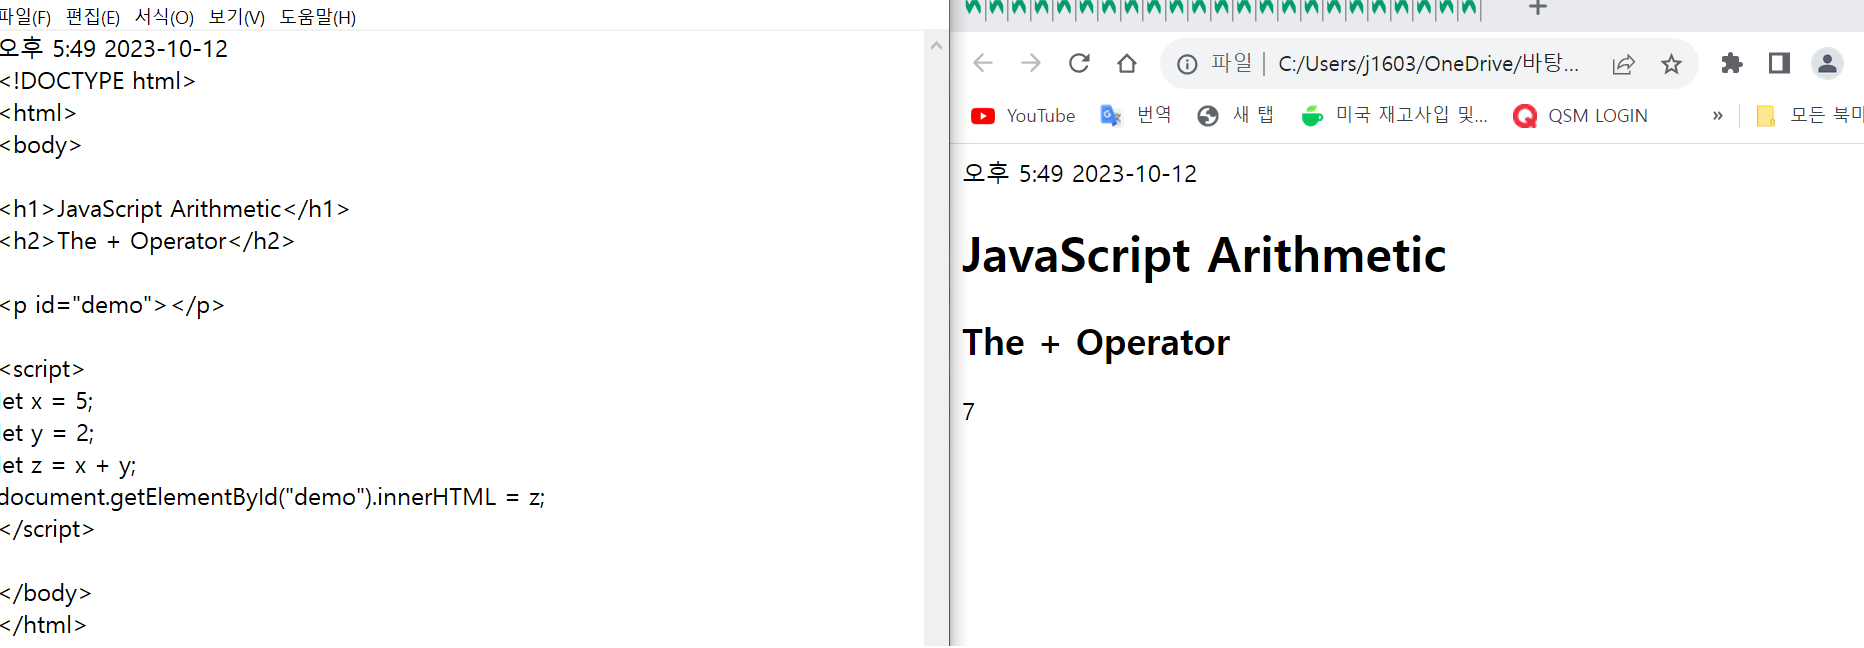 파일(F) 편집(E) 서식(O) 보기(V) 도움말(H)
오후 5:49 2023-10-12
<!DOCTYPE html>
<html>
<body>
<h1>JavaScript Arithmetic</h1>
<h2>The + Operator</h2>
<p id="demo"></p>
<script>
let x = 5;
let y = 2;
let z = x + y;
document.getElementById("demo").innerHTML = z;
</script>
</body>
</html>
파일 | C:/Users/j1603/OneDrive/바탕...
YouTube 번역 새 탭 미국 재고사입 및... QSM LOGIN » 모든 북마
오후 5:49 2023-10-12
JavaScript Arithmetic
The + Operator
7